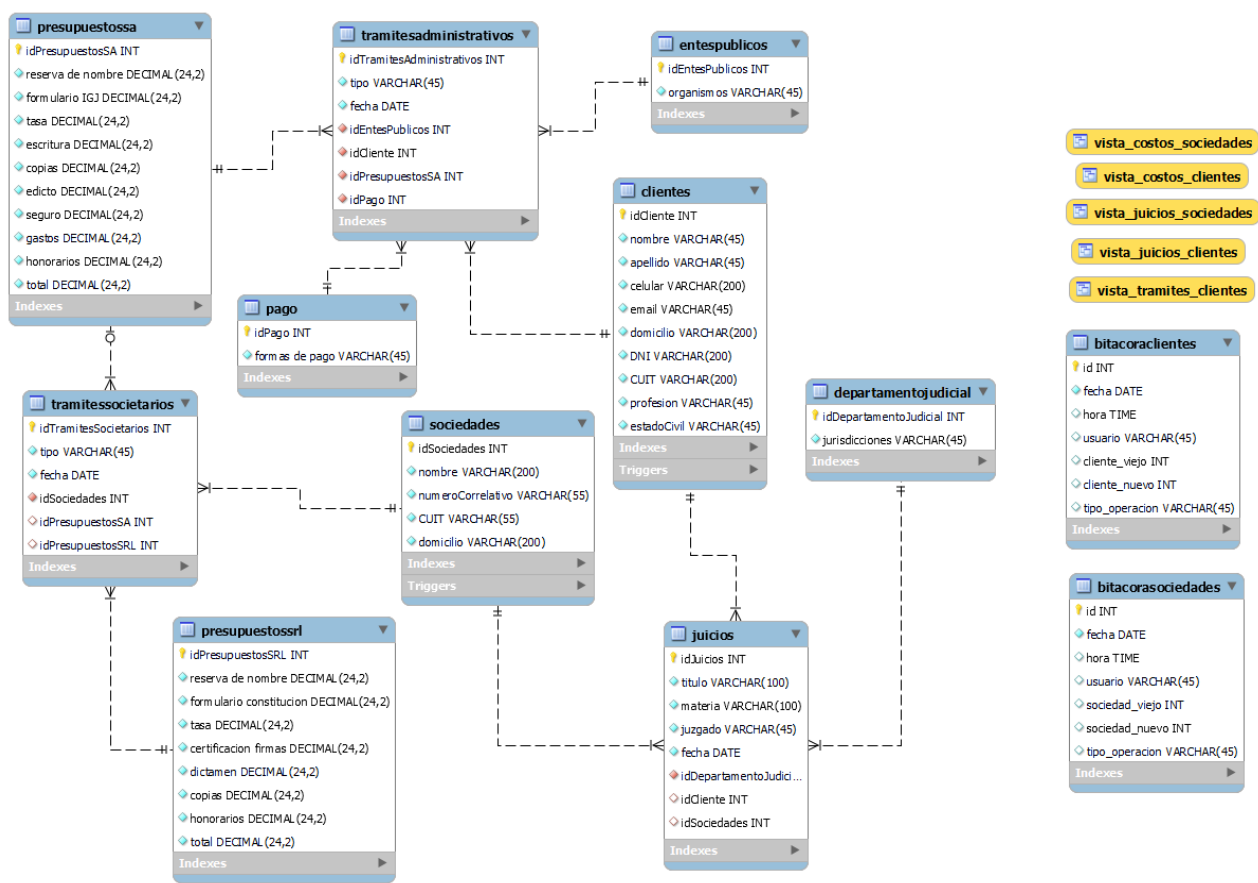 presupuestossa
idPresupuestosSA INT
reserva de nombre DECIMAL(24,2)
formulario IGJ DECIMAL(24,2)
tasa DECIMAL(24,2)
escritura DECIMAL(24,2)
copias DECIMAL(24,2)
edicto DECIMAL(24,2)
seguro DECIMAL(24,2)
gastos DECIMAL(24,2)
honorarios DECIMAL(24,2)
total DECIMAL(24,2)
Indexes
tramitesadministrativos
idTramitesAdministrativos INT
tipo VARCHAR(45)
fecha DATE
idEntesPublicos INT
idCliente INT
idPresupuestosSA INT
idPago INT
Indexes
entespublicos
idEntesPublicos INT
organismos VARCHAR(45)
Indexes
vista_costos_sociedades
vista_costos_clientes
vista_juicios_sociedades
vista_juicios_clientes
vista_tramites_clientes
clientes
idCliente INT
nombre VARCHAR(45)
apellido VARCHAR(45)
celular VARCHAR(200)
email VARCHAR(45)
domicilio VARCHAR(200)
DNI VARCHAR(200)
CUIT VARCHAR(200)
profesion VARCHAR(45)
estadoCivil VARCHAR(45)
Indexes
Triggers
pago
idPago INT
formas de pago VARCHAR(45)
Indexes
bitacoraclientes
id INT
fecha DATE
hora TIME
usuario VARCHAR(45)
cliente_viejo INT
cliente_nuevo INT
tipo_operacion VARCHAR(45)
Indexes
tramitessocietarios
idTramitesSocietarios INT
tipo VARCHAR(45)
fecha DATE
idSociedades INT
idPresupuestosSA INT
idPresupuestosSRL INT
Indexes
sociedades
idSociedades INT
nombre VARCHAR(200)
numeroCorrelativo VARCHAR(55)
CUIT VARCHAR(55)
domicilio VARCHAR(200)
Indexes
Triggers
departamentojudicial
idDepartamentoJudicial INT
jurisdicciones VARCHAR(45)
Indexes
bitacorasociedades
id INT
fecha DATE
hora TIME
usuario VARCHAR(45)
sociedad_viejo INT
sociedad_nuevo INT
tipo_operacion VARCHAR(45)
Indexes
presupuestossrl
idPresupuestosSRL INT
reserva de nombre DECIMAL(24,2)
formulario constitucion DECIMAL(24,2)
tasa DECIMAL(24,2)
certificacion firmas DECIMAL(24,2)
dictamen DECIMAL(24,2)
copias DECIMAL(24,2)
honorarios DECIMAL(24,2)
total DECIMAL(24,2)
Indexes
juicios
idJuicios INT
titulo VARCHAR(100)
materia VARCHAR(100)
juzgado VARCHAR(45)
fecha DATE
idDepartamentoJudici...
idCliente INT
idSociedades INT
Indexes